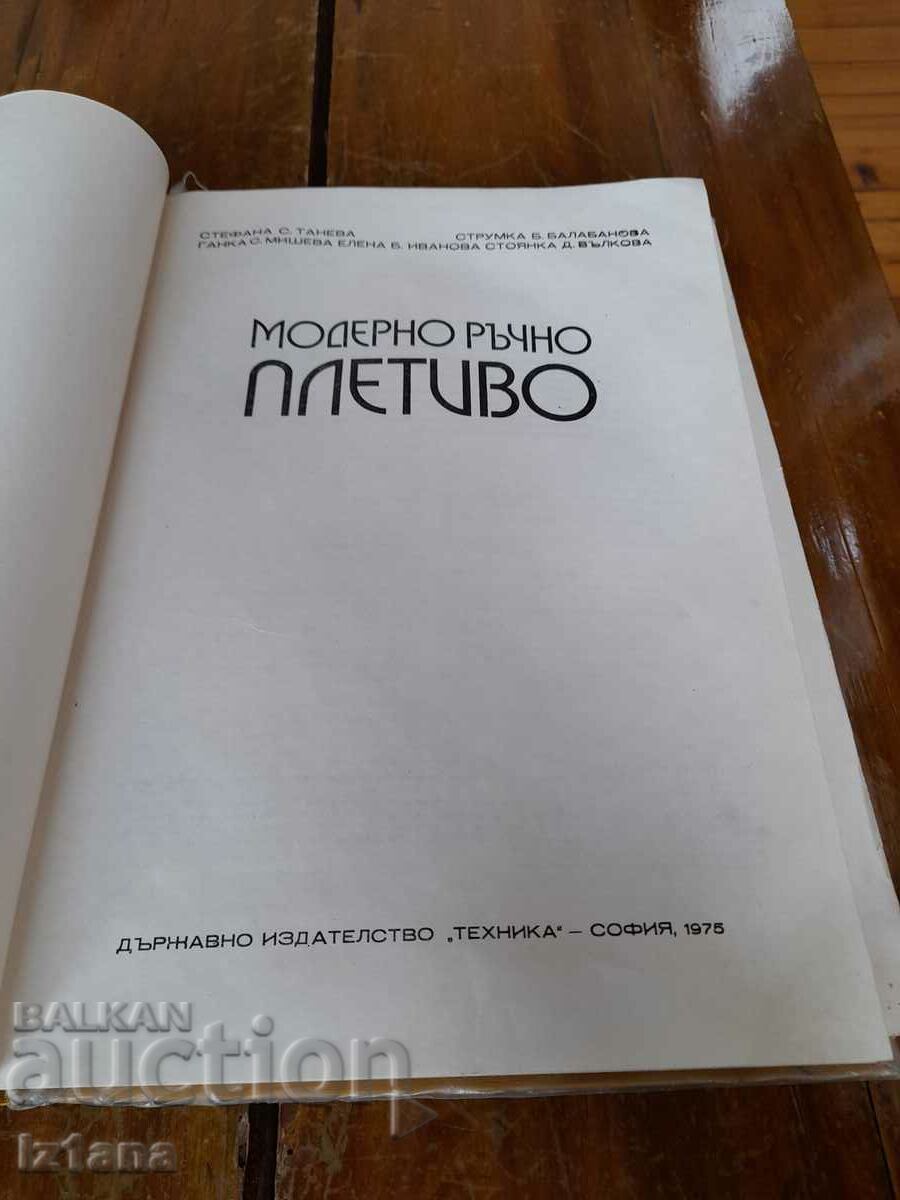 СТЕФАНА С. ТАНЕВА СТРУМКА Б. БАЛАБАНОВА
ГАНКА С. МИШЕВА ЕЛЕНА Б. ИВАНОВА СТОЯНКА Д. ВЪЛКОВА
МОДЕРНО РЪЧНО
ПЛЕТИВО
ДЪРЖАВНО ИЗДАТЕЛСТВО „ТЕХНИКА“ – СОФИЯ, 1975
BALKAN
auction
iz1ana